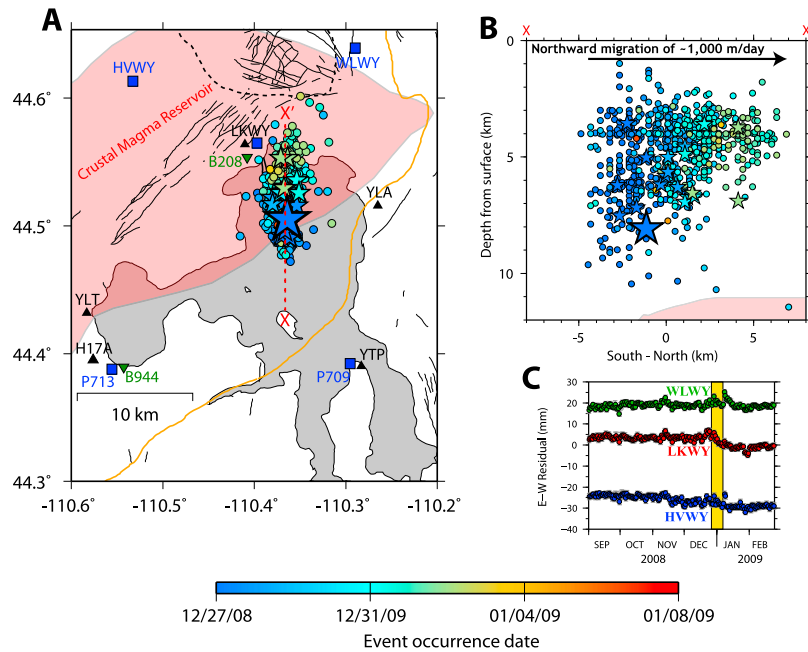 A
44.6°
44.5°
44.4°
44.3°
-110.6°
-110.5°
-110.4°
-110.3°
-110.2°
HVWY
WLWY
Crustal Magma Reservoir
X'
LKWY
B208
YLA
YLT
X
H17A
P713
B944
P709
YTP
10 km
B
X
X
Northward migration of ~1,000 m/day
0
5
10
Depth from surface (km)
-5
0
5
South - North (km)
C
30
20
10
0
−10
−20
−30
−40
E−W Residual (mm)
WLWY
LKWY
HVWY
SEP
OCT
NOV
DEC
JAN
FEB
2008
2009
12/27/08
12/31/09
01/04/09
01/08/09
Event occurrence date